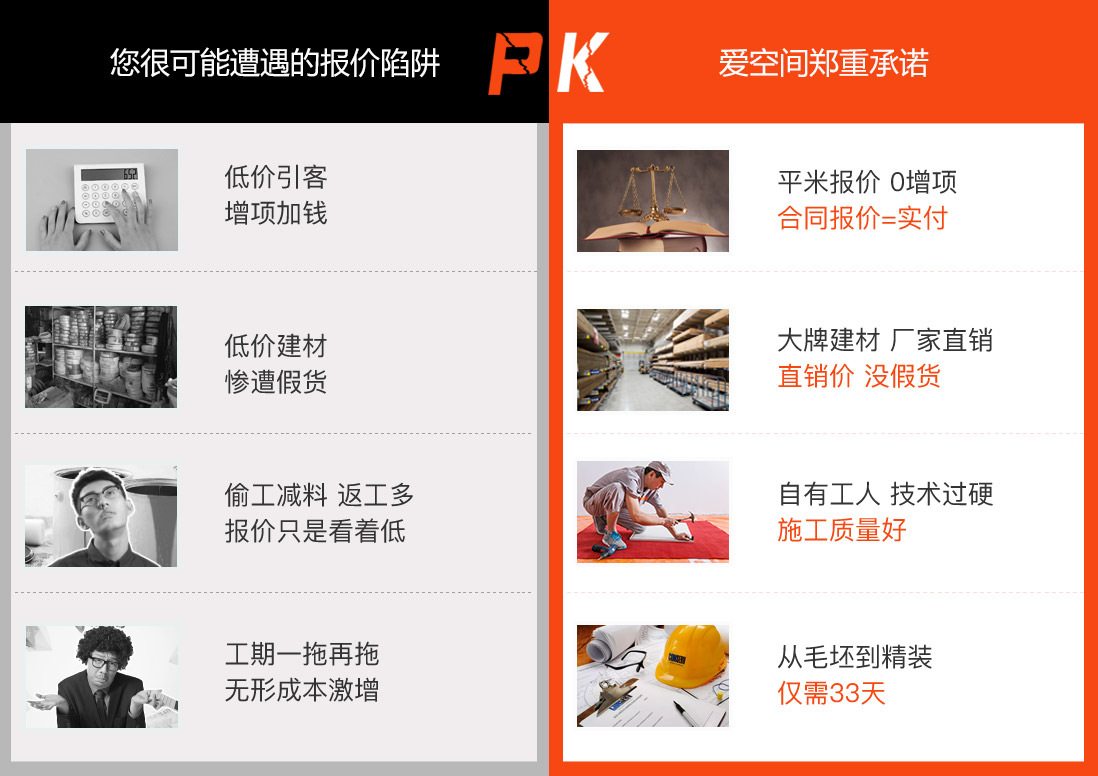 您很可能遭遇的报价陷阱
PK
爱空间郑重承诺
低价引客
增项加钱
平米报价 0增项
合同报价=实付
低价建材
惨遭假货
大牌建材 厂家直销
直销价 没假货
偷工减料 返工多
报价只是看着低
自有工人 技术过硬
施工质量好
工期一拖再拖
无形成本激增
从毛坯到精装
仅需33天